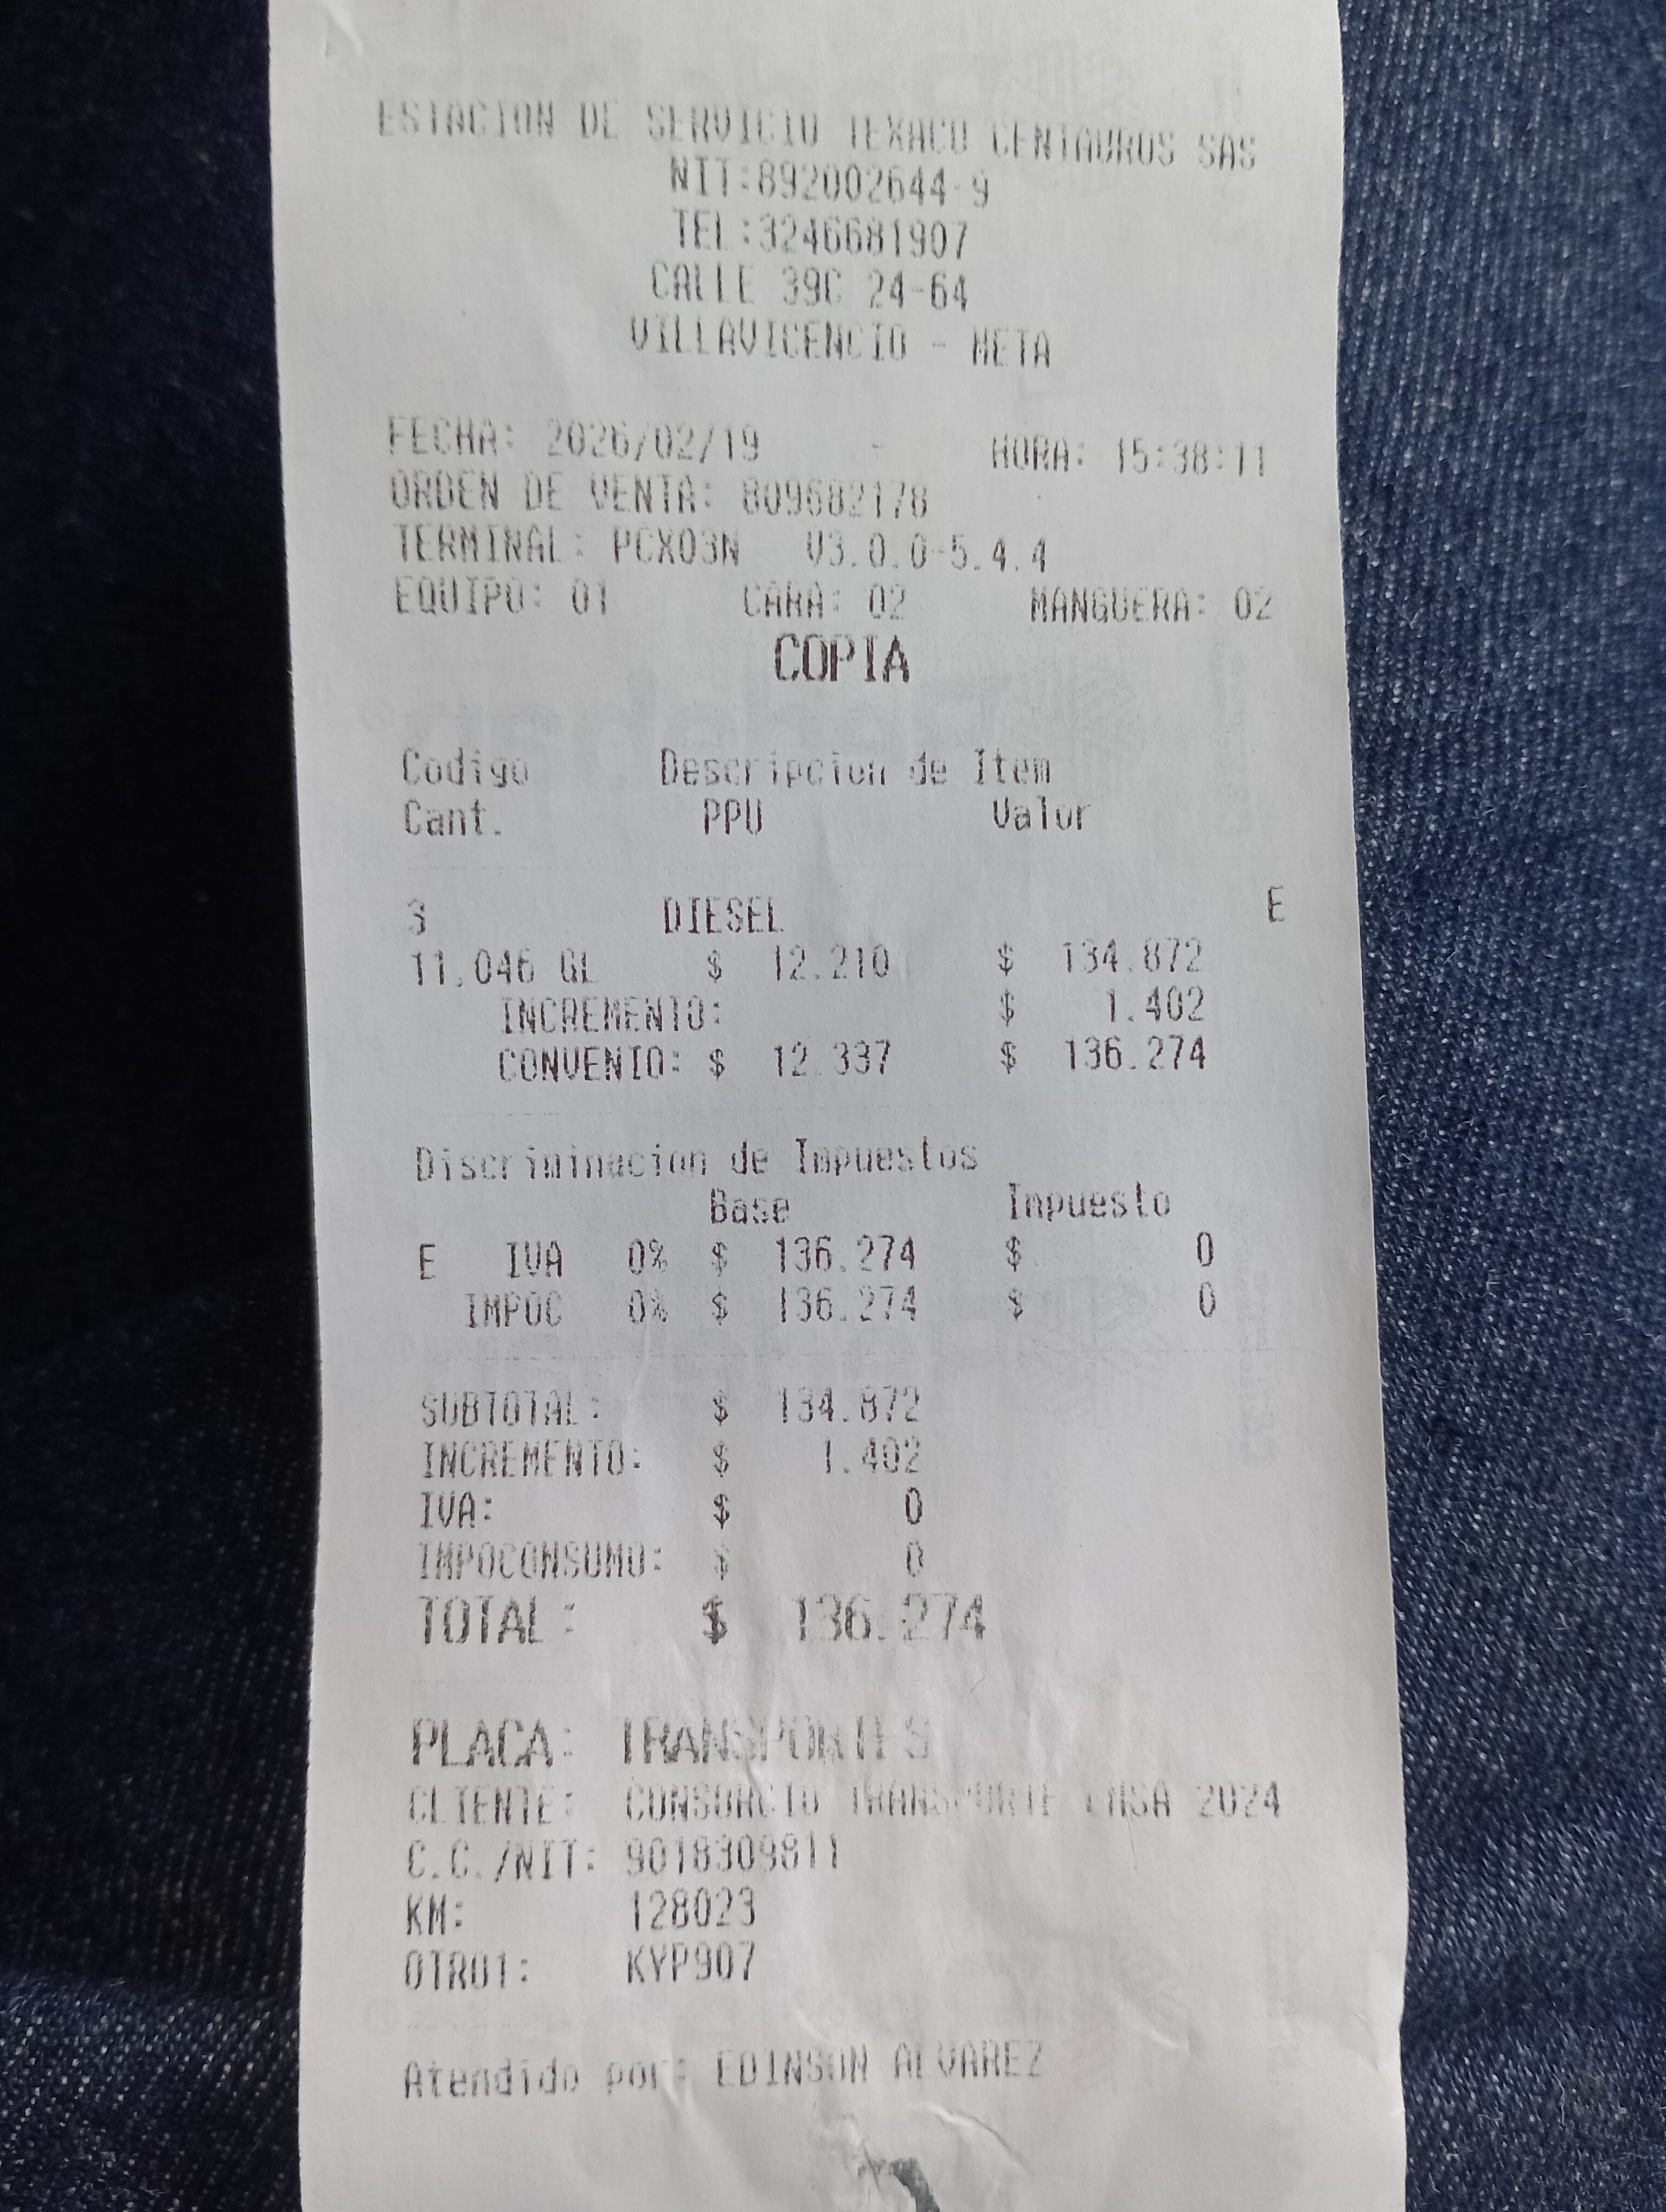 ESTACION DE SERVICIO TEXACO CENTAUROS SAS
NIT:892002644-9
TEL:3246681907
CALLE 39C 24-64
VILLAVICENCIO - META
FECHA: 2026/02/19 - HORA: 15:38:11
ORDEN DE VENTA: 809682178
TERMINAL: PCX03N V3.0.0-5.4.4
EQUIPO: 01 CARA: 02 MANGUERA: 02
COPIA
Codigo Descripcion de Item
Cant. PPU Valor
3 DIESEL E
11,046 GL $ 12.210 $ 134.872
INCREMENTO: $ 1.402
CONVENIO: $ 12.337 $ 136.274
Discriminacion de Impuestos
Base Impuesto
E IVA 0% $ 136.274 $ 0
IMPOC 0% $ 136.274 $ 0
SUBTOTAL: $ 134.872
INCREMENTO: $ 1.402
IVA: $ 0
IMPOCONSUMO: $ 0
TOTAL: $ 136.274
PLACA: TRANSPORTES
CLIENTE: CONSORCIO TRANSPORTE 2024
C.C./NIT: 9018309811
KM: 128023
OTRO1: KYP907
Atendido por: EDINSON ALVAREZ